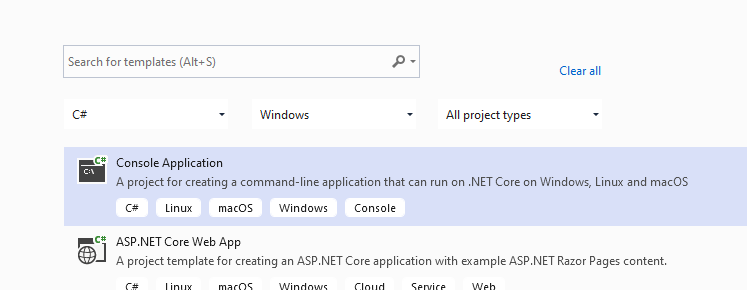 Search for templates (Alt+S)
Clear all
C# Windows All project types
C#
Console Application
C:\
A project for creating a command-line application that can run on .NET Core on Windows, Linux and macOS
C# Linux macOS Windows Console
C#
ASP.NET Core Web App
A project template for creating an ASP.NET Core application with example ASP.NET Razor Pages content.
C# Linux macOS Windows Cloud Service Web